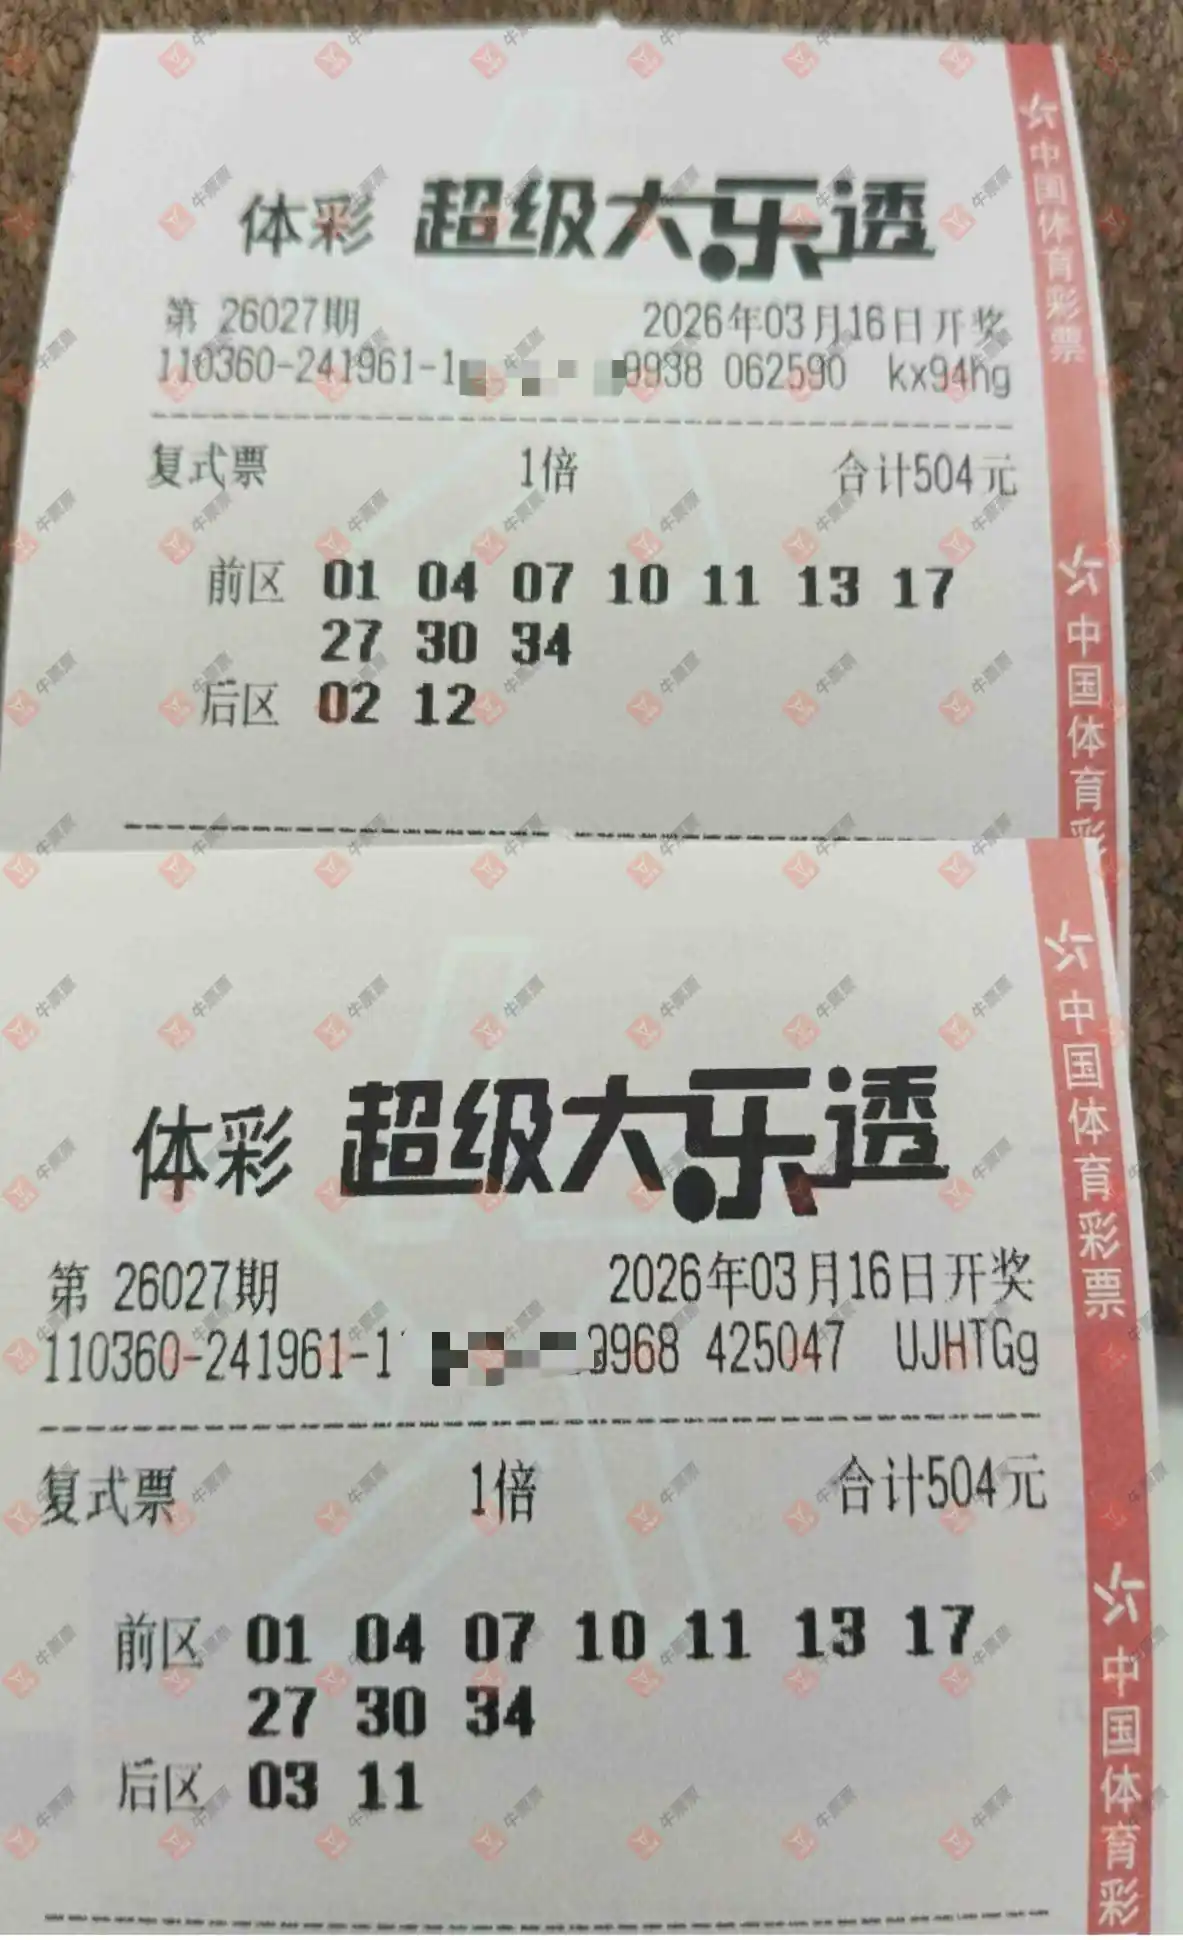 体彩 超级大乐透
第 26027期 2026年03月16日开奖
110360-241961-1 9938 062590 kx94hg
复式票 1倍 合计504元
前区 01 04 07 10 11 13 17
27 30 34
后区 02 12
中国体育彩票
中国体育彩
体彩 超级大乐透
第 26027期 2026年03月16日开奖
110360-241961-1 9968 425047 UJHTGg
复式票 1倍 合计504元
前区 01 04 07 10 11 13 17
27 30 34
后区 03 11
中国体育彩票
中国体育彩
牛票票